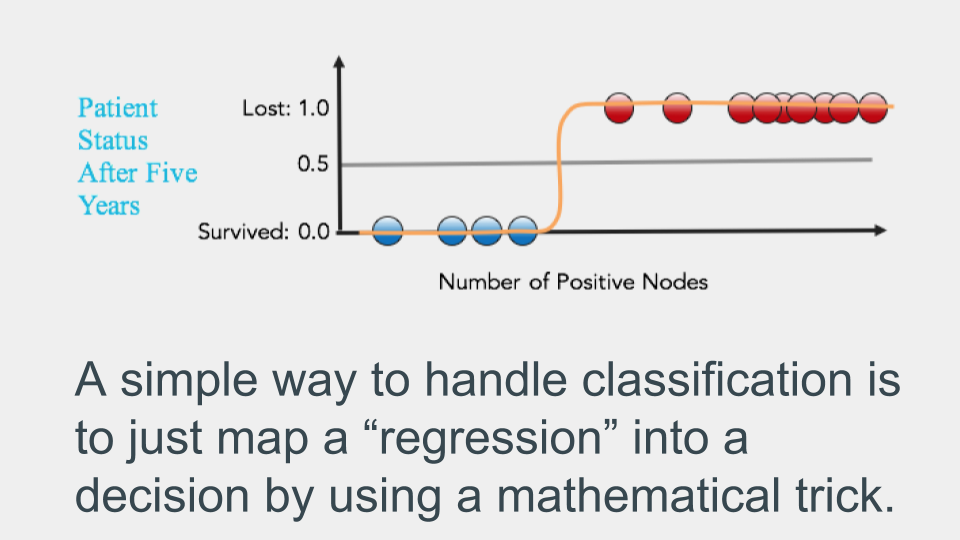 Patient
Status
After Five
Years
Lost: 1.0
0.5
Survived: 0.0
Number of Positive Nodes
A simple way to handle classification is
to just map a “regression” into a
decision by using a mathematical trick.